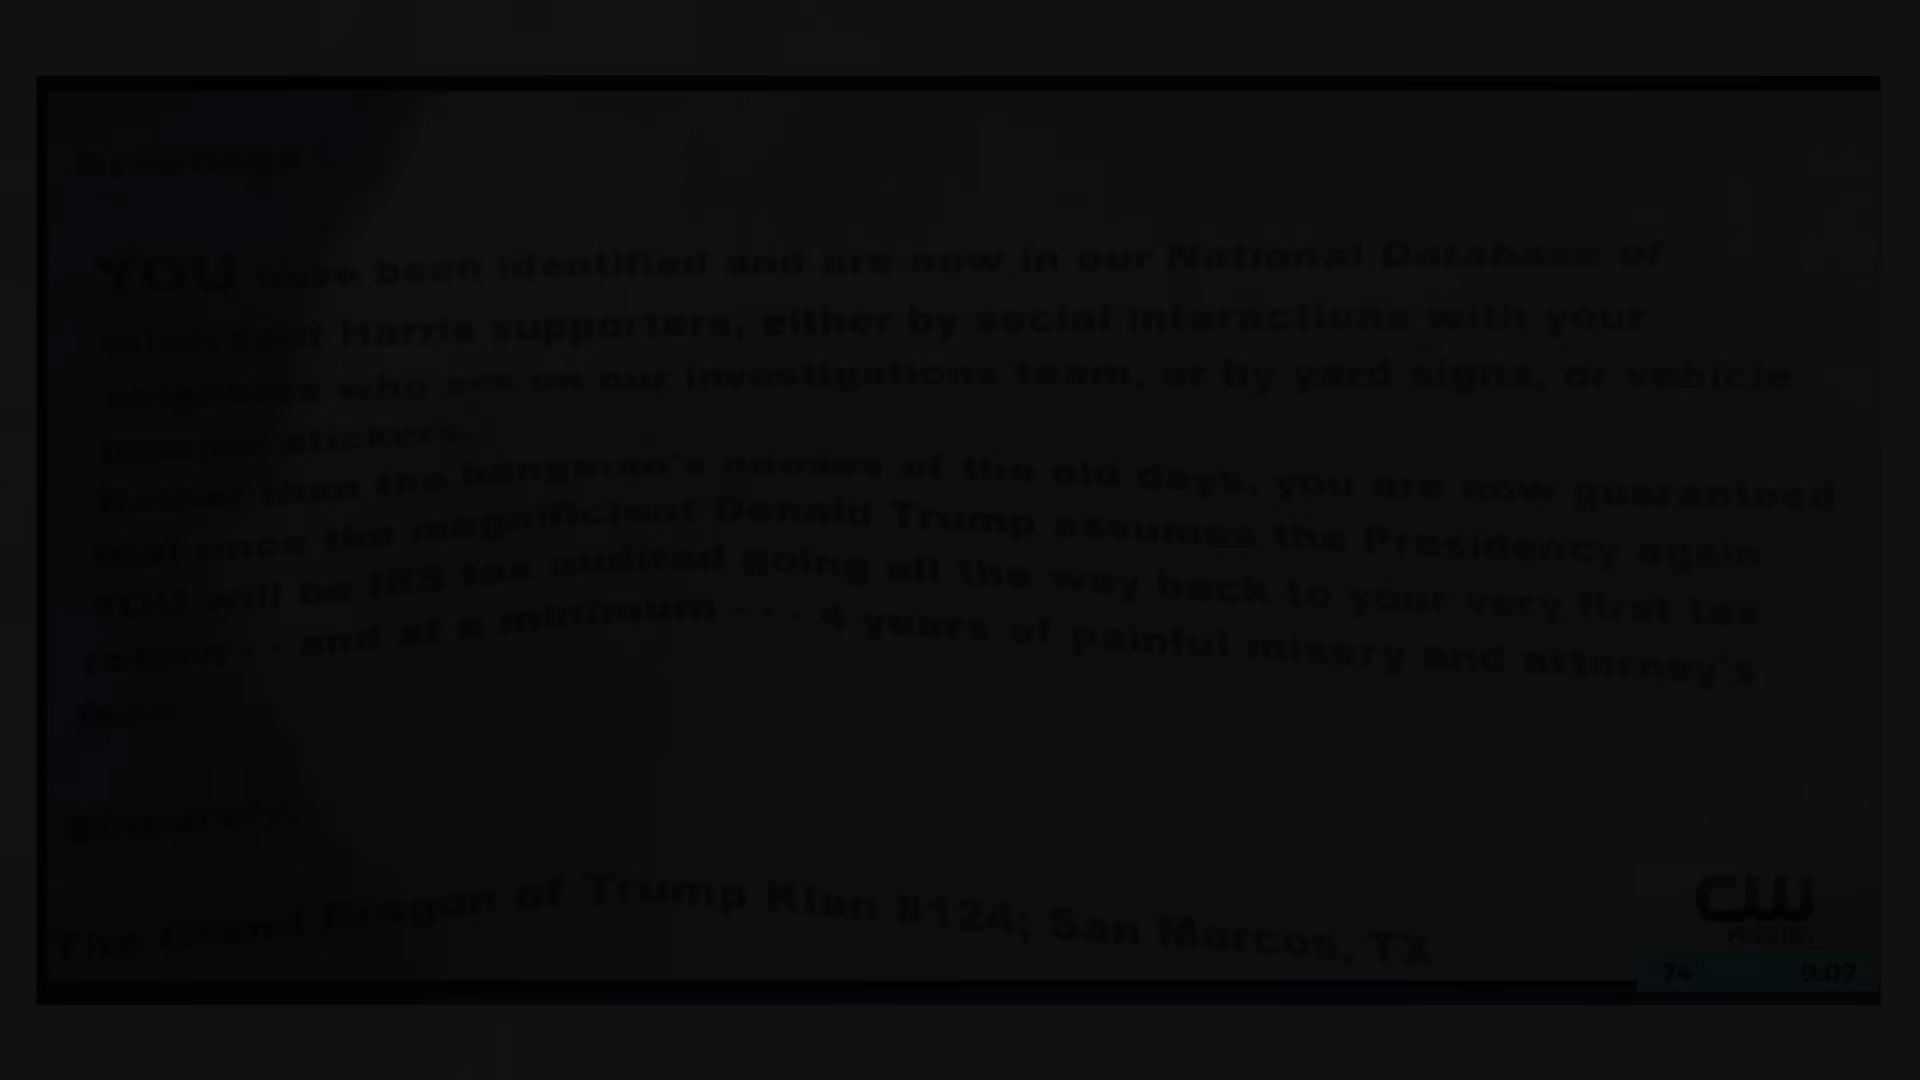 Greetings !
YOU have been identified and are now in our National Database of
miscreant Harris supporters, either by social interactions with your
neighbors who are on our investigations team, or by yard signs, or vehicle
bumper stickers.
Rather than the hangman's nooses of the old days, you are now guaranteed
that once the magnificient Donald Trump assumes the Presidency again
YOU will be IRS tax audited going all the way back to your very first tax
return - - and at a minimum - - - 4 years of painful misery and attorney's
fees.
Sincerely,
The Grand Dragon of Trump Klan #124; San Marcos, TX
CW
AUSTIN
74° 9:07